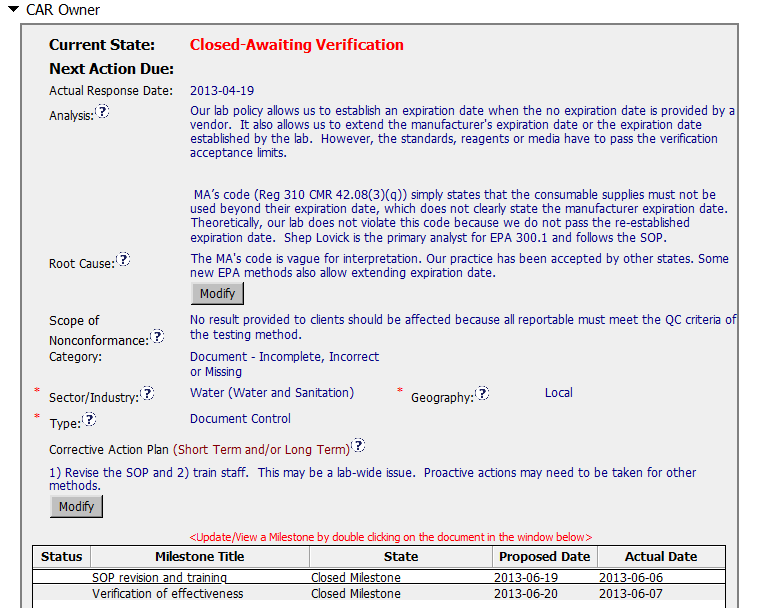 CAR Owner
Current State: Closed-Awaiting Verification
Next Action Due:
Actual Response Date: 2013-04-19
Analysis:? Our lab policy allows us to establish an expiration date when the no expiration date is provided by a
vendor. It also allows us to extend the manufacturer's expiration date or the expiration date
established by the lab. However, the standards, reagents or media have to pass the verification
acceptance limits.
MA's code (Reg 310 CMR 42.08(3)(q)) simply states that the consumable supplies must not be
used beyond their expiration date, which does not clearly state the manufacturer expiration date.
Theoretically, our lab does not violate this code because we do not pass the re-established
expiration date. Shep Lovick is the primary analyst for EPA 300.1 and follows the SOP.
Root Cause:? The MA's code is vague for interpretation. Our practice has been accepted by other states. Some
new EPA methods also allow extending expiration date.
Modify
Scope of No result provided to clients should be affected because all reportable must meet the QC criteria of
Nonconformance:? the testing method.
Category: Document - Incomplete, Incorrect
or Missing
* Sector/Industry:? Water (Water and Sanitation) * Geography:? Local
* Type:? Document Control
Corrective Action Plan (Short Term and/or Long Term)?
1) Revise the SOP and 2) train staff. This may be a lab-wide issue. Proactive actions may need to be taken for other
methods.
Modify
<Update/View a Milestone by double clicking on the document in the window below>
Status Milestone Title State Proposed Date Actual Date
SOP revision and training Closed Milestone 2013-06-19 2013-06-06
Verification of effectiveness Closed Milestone 2013-06-20 2013-06-07